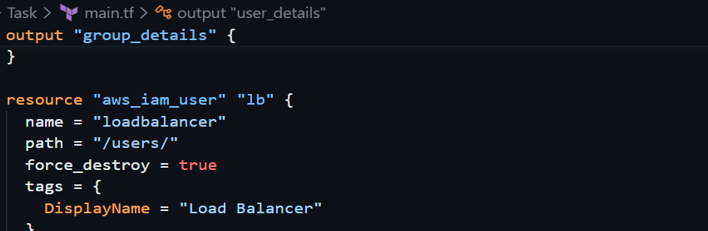 Task > main.tf > output "user_details"
output "group_details" {
}
resource "aws_iam_user" "lb" {
name = "loadbalancer"
path = "/users/"
force_destroy = true
tags = {
DisplayName = "Load Balancer"
}